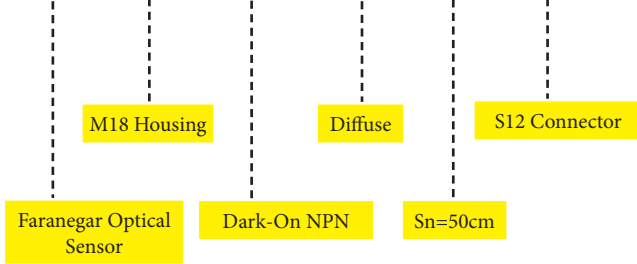 M18 Housing
Diffuse
S12 Connector
Faranegar Optical
Sensor
Dark-On NPN
Sn=50cm